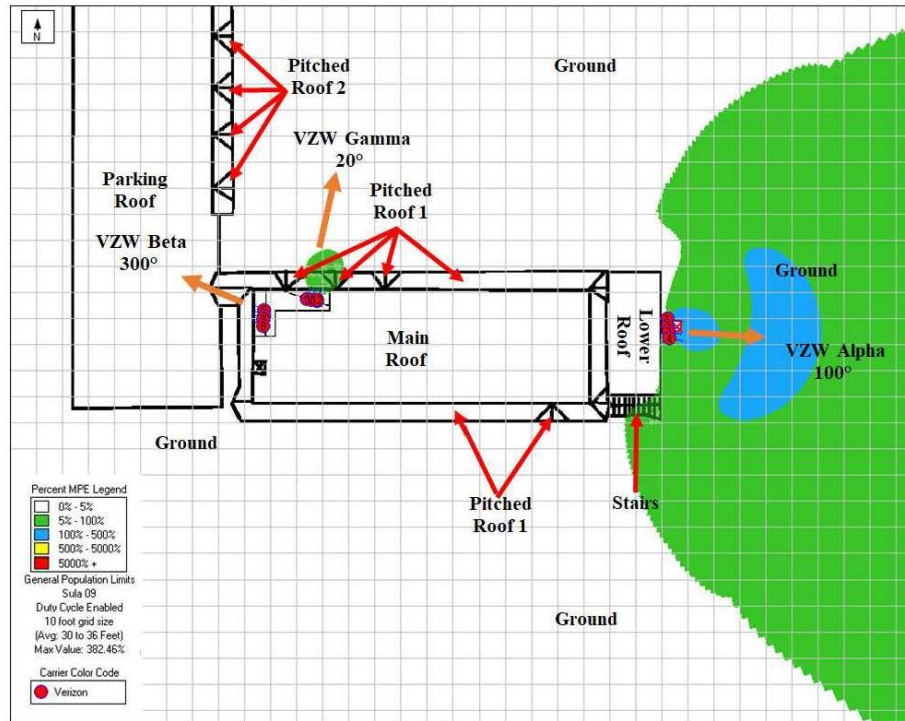 N
Pitched
Roof 2
Ground
VZW Gamma
20°
Parking
Roof
Pitched
Roof 1
VZW Beta
300°
Ground
Lower
Roof
Main
Roof
VZW Alpha
100°
Ground
Pitched
Roof 1
Stairs
Percent MPE Legend
0% - 5%
5% - 100%
100% - 500%
500% - 5000%
5000% +
General Population Limits
Sula 09
Duty Cycle Enabled
10 foot grid size
(Avg: 30 to 36 Feet)
Max Value: 382.46%
Carrier Color Code
Verizon
Ground